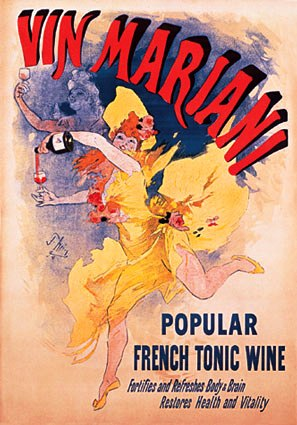 VIN MARIANI
POPULAR
FRENCH TONIC WINE
Fortifies and Refreshes Body & Brain
Restores Health and Vitality